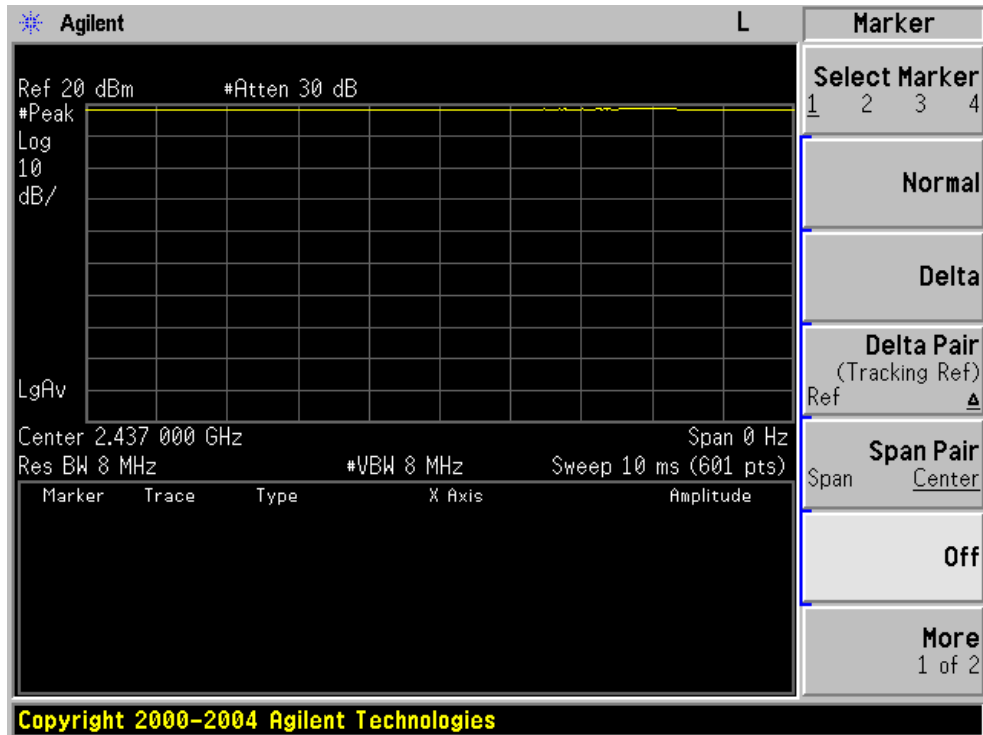 Agilent L Marker
Ref 20 dBm #Atten 30 dB
#Peak
Log
10
dB/
LgAv
Center 2.437 000 GHz Span 0 Hz
Res BW 8 MHz #VBW 8 MHz Sweep 10 ms (601 pts)
Marker Trace Type X Axis Amplitude
Select Marker
1 2 3 4
Normal
Delta
Delta Pair
(Tracking Ref)
Ref Δ
Span Pair
Span Center
Off
More
1 of 2
Copyright 2000-2004 Agilent Technologies